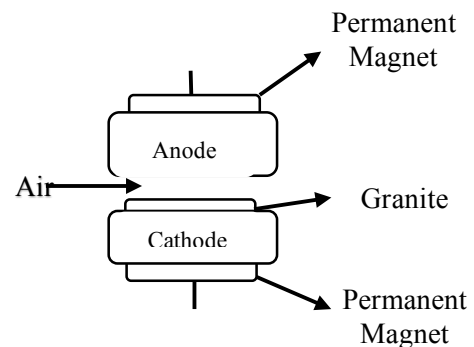 Permanent
Magnet
Anode
Air
Granite
Cathode
Permanent
Magnet